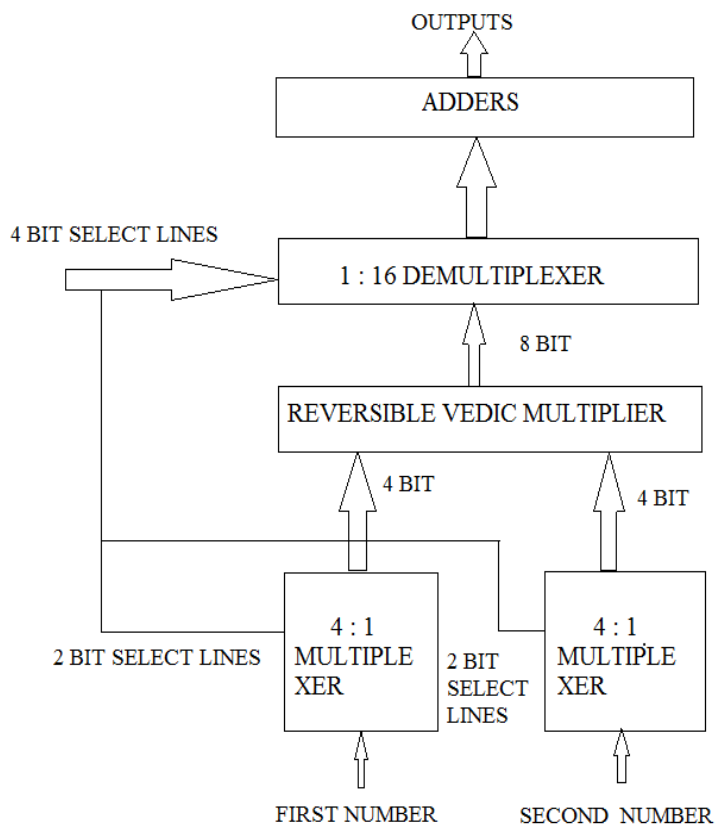 OUTPUTS
ADDERS
4 BIT SELECT LINES
1 : 16 DEMULTIPLEXER
8 BIT
REVERSIBLE VEDIC MULTIPLIER
4 BIT
4 BIT
4 : 1
MULTIPLE
XER
4 : 1
MULTIPLE
XER
2 BIT SELECT LINES
2 BIT
SELECT
LINES
FIRST NUMBER
SECOND NUMBER